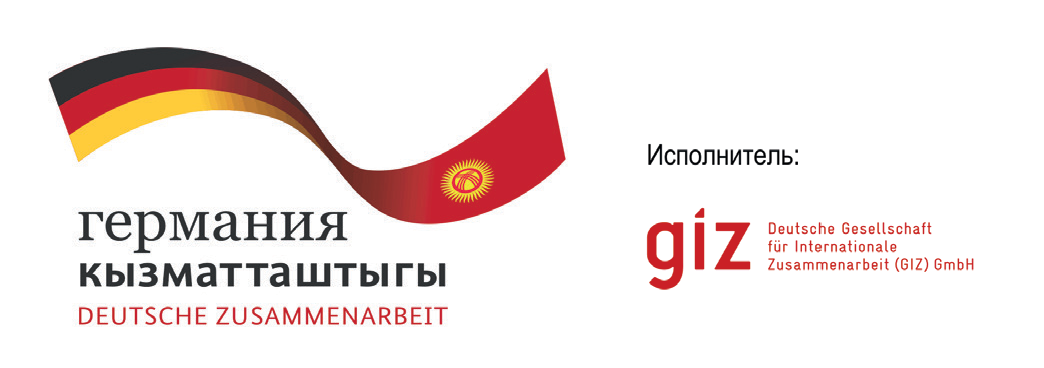 германия
кызматташтыгы
DEUTSCHE ZUSAMMENARBEIT
Исполнитель:
giz
Deutsche Gesellschaft
für Internationale
Zusammenarbeit (GIZ) GmbH